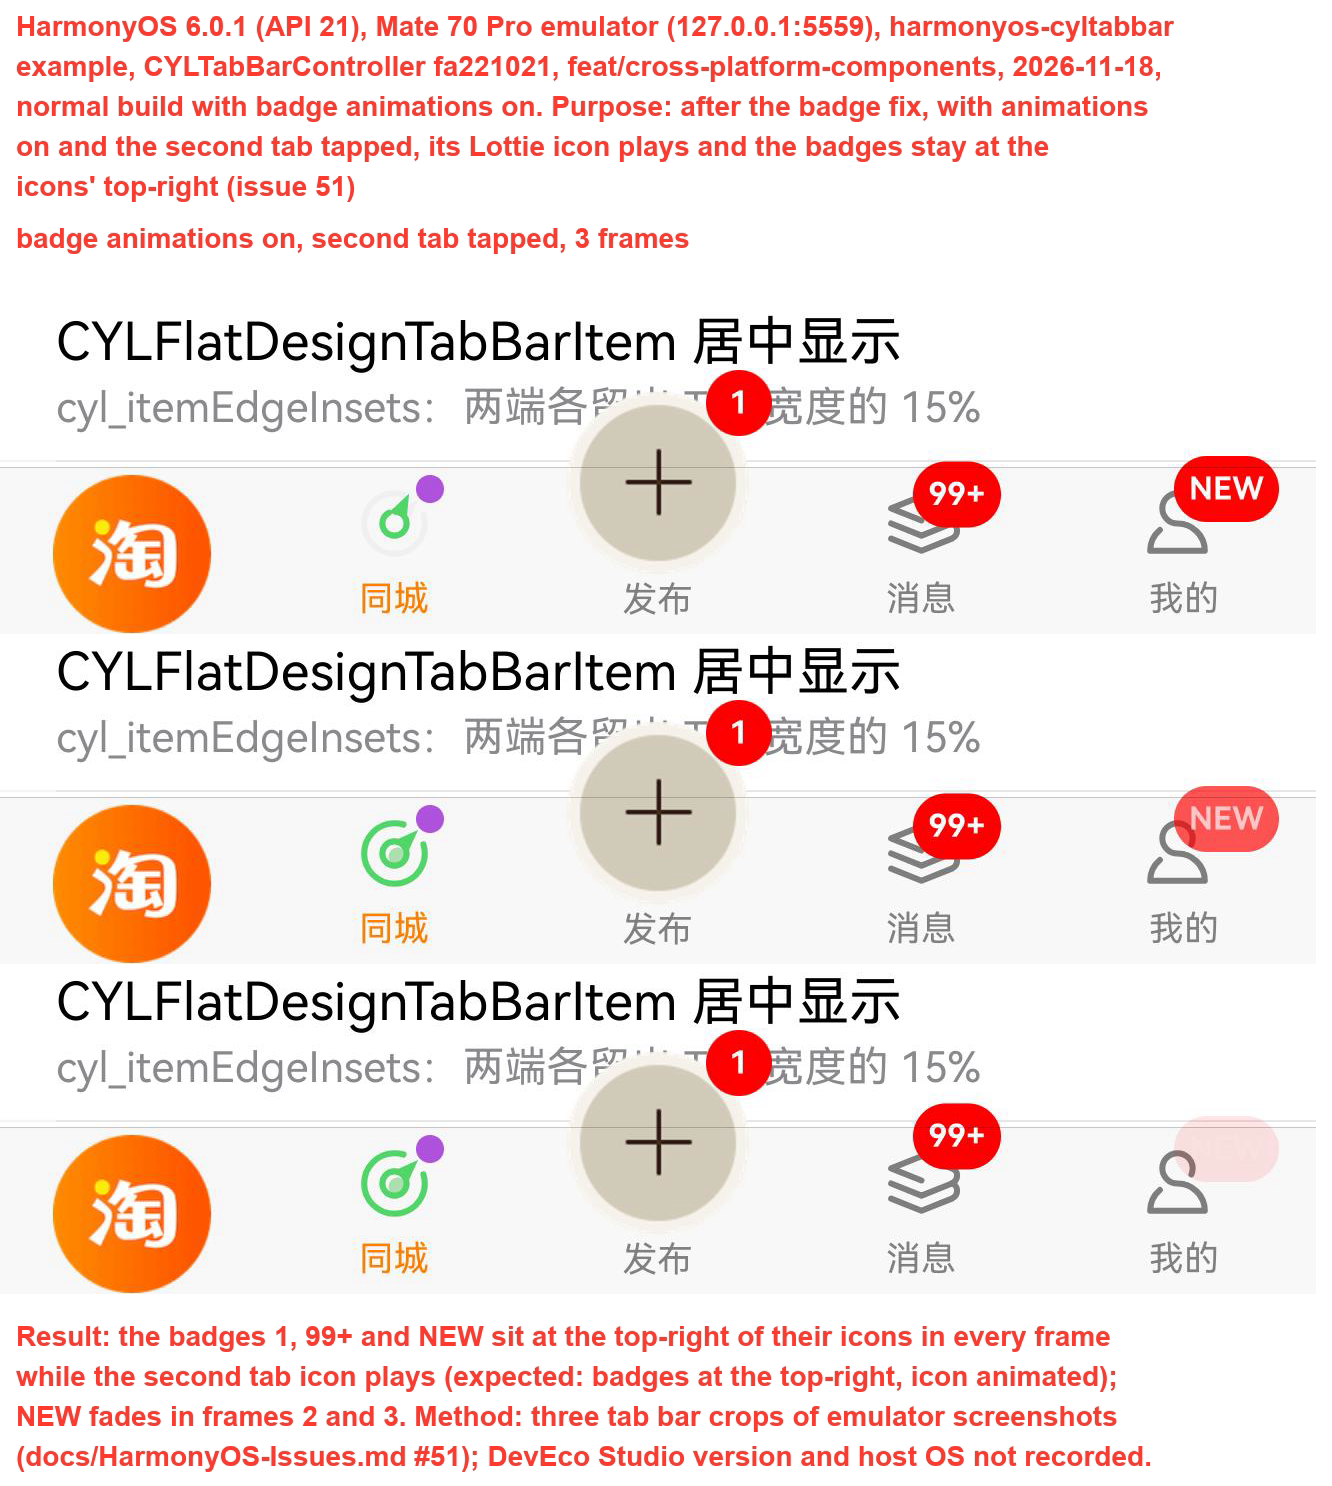 HarmonyOS 6.0.1 (API 21), Mate 70 Pro emulator (127.0.0.1:5559), harmonyos-cyltabbar
example, CYLTabBarController fa221021, feat/cross-platform-components, 2026-11-18,
normal build with badge animations on. Purpose: after the badge fix, with animations
on and the second tab tapped, its Lottie icon plays and the badges stay at the
icons' top-right (issue 51)
badge animations on, second tab tapped, 3 frames
CYLFlatDesignTabBarItem 居中显示
cyl_itemEdgeInsets: 两端各留 宽度的 15%
1
99+
NEW
淘
同城
发布
消息
我的
CYLFlatDesignTabBarItem 居中显示
cyl_itemEdgeInsets: 两端各留 宽度的 15%
1
99+
NEW
淘
同城
发布
消息
我的
CYLFlatDesignTabBarItem 居中显示
cyl_itemEdgeInsets: 两端各留 宽度的 15%
1
99+
NEW
淘
同城
发布
消息
我的
Result: the badges 1, 99+ and NEW sit at the top-right of their icons in every frame
while the second tab icon plays (expected: badges at the top-right, icon animated);
NEW fades in frames 2 and 3. Method: three tab bar crops of emulator screenshots
(docs/HarmonyOS-Issues.md #51); DevEco Studio version and host OS not recorded.